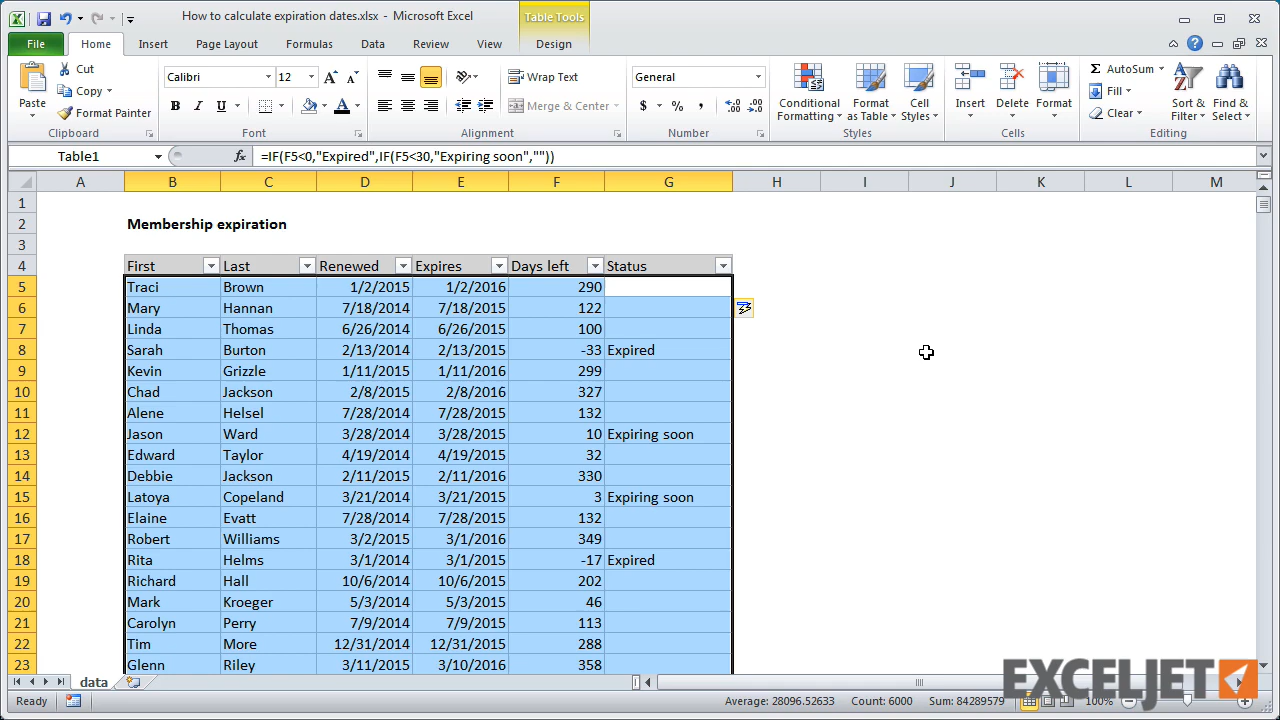 How to calculate expiration dates.xlsx - Microsoft Excel
Table Tools
File Home Insert Page Layout Formulas Data Review View Design
Paste
Cut
Copy
Format Painter
Clipboard
Calibri 12
B I U
A A
A
Font
Wrap Text
Merge & Center
Alignment
General
$ % ,
Number
Conditional Formatting
Format as Table
Cell Styles
Styles
Insert
Delete
Format
Cells
Σ AutoSum
Fill
Clear
Sort & Filter
Find & Select
Editing
Table1 fx =IF(F5<0,"Expired",IF(F5<30,"Expiring soon",""))
A B C D E F G H I J K L M
1
2 Membership expiration
3
4 First Last Renewed Expires Days left Status
5 Traci Brown 1/2/2015 1/2/2016 290
6 Mary Hannan 7/18/2014 7/18/2015 122
7 Linda Thomas 6/26/2014 6/26/2015 100
8 Sarah Burton 2/13/2014 2/13/2015 -33 Expired
9 Kevin Grizzle 1/11/2015 1/11/2016 299
10 Chad Jackson 2/8/2015 2/8/2016 327
11 Alene Helsel 7/28/2014 7/28/2015 132
12 Jason Ward 3/28/2014 3/28/2015 10 Expiring soon
13 Edward Taylor 4/19/2014 4/19/2015 32
14 Debbie Jackson 2/11/2015 2/11/2016 330
15 Latoya Copeland 3/21/2014 3/21/2015 3 Expiring soon
16 Elaine Evatt 7/28/2014 7/28/2015 132
17 Robert Williams 3/2/2015 3/1/2016 349
18 Rita Helms 3/1/2014 3/1/2015 -17 Expired
19 Richard Hall 10/6/2014 10/6/2015 202
20 Mark Kroeger 5/3/2014 5/3/2015 46
21 Carolyn Perry 7/9/2014 7/9/2015 113
22 Tim More 12/31/2014 12/31/2015 288
23 Glenn Riley 3/11/2015 3/10/2016 358
data
EXCELJET
Ready Average: 28096.52633 Count: 6000 Sum: 84289579 100%